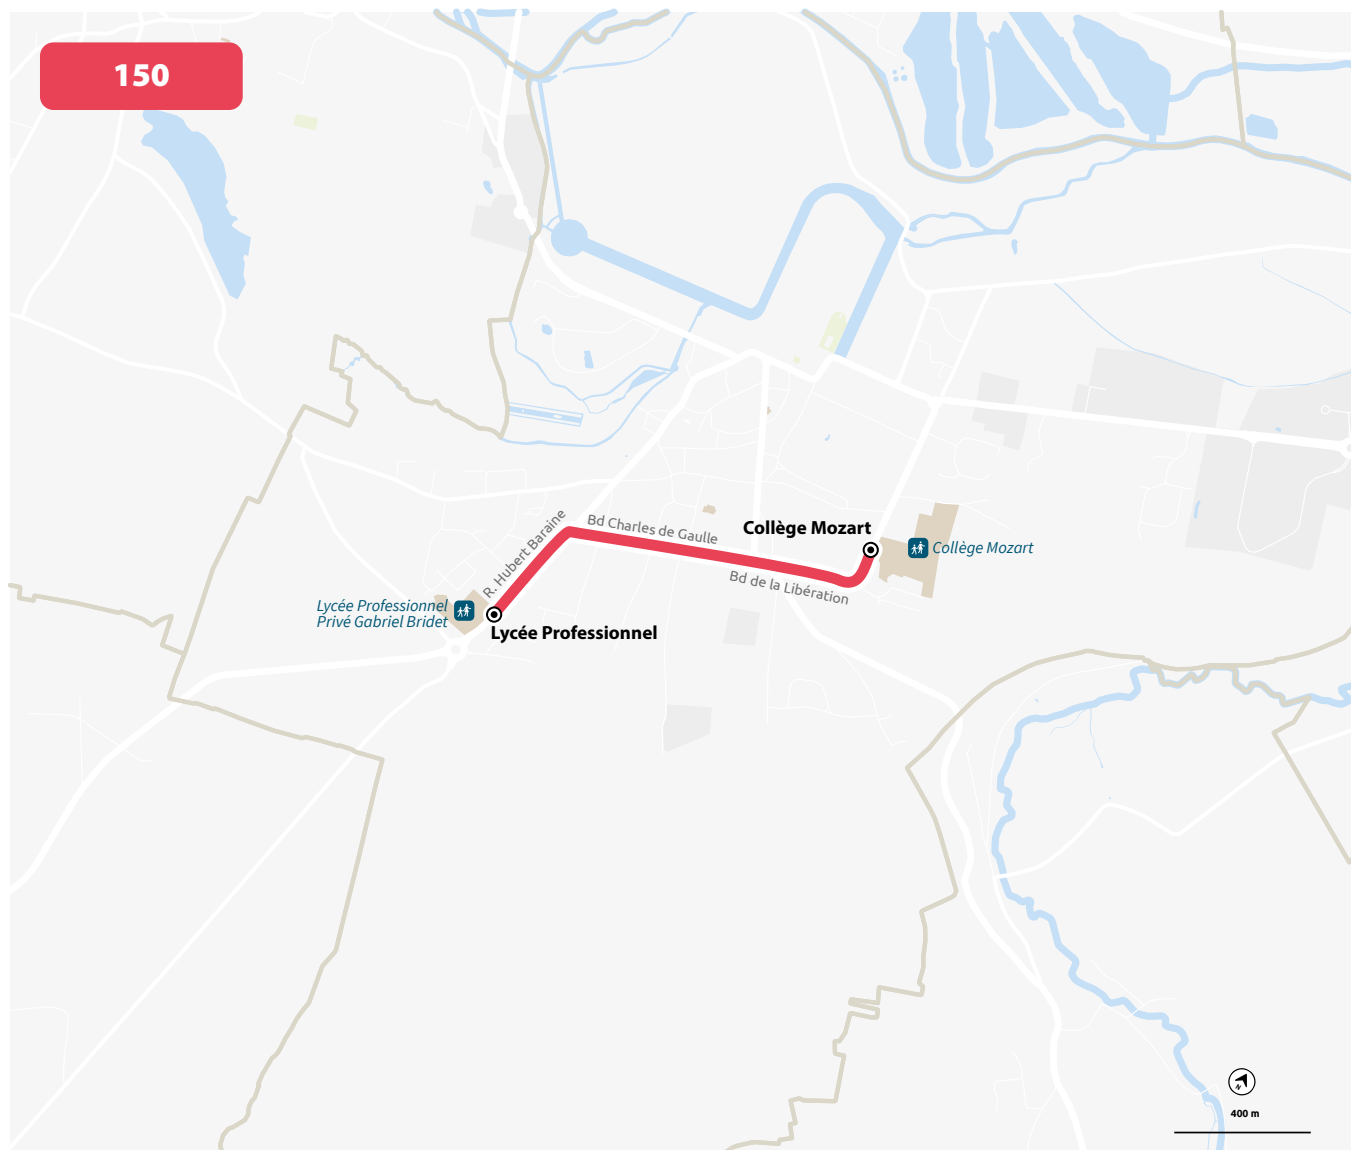 150
R. Hubert Baraine
Bd Charles de Gaulle
Collège Mozart
Collège Mozart
Bd de la Libération
Lycée Professionnel
Privé Gabriel Bridet
Lycée Professionnel
N
400 m